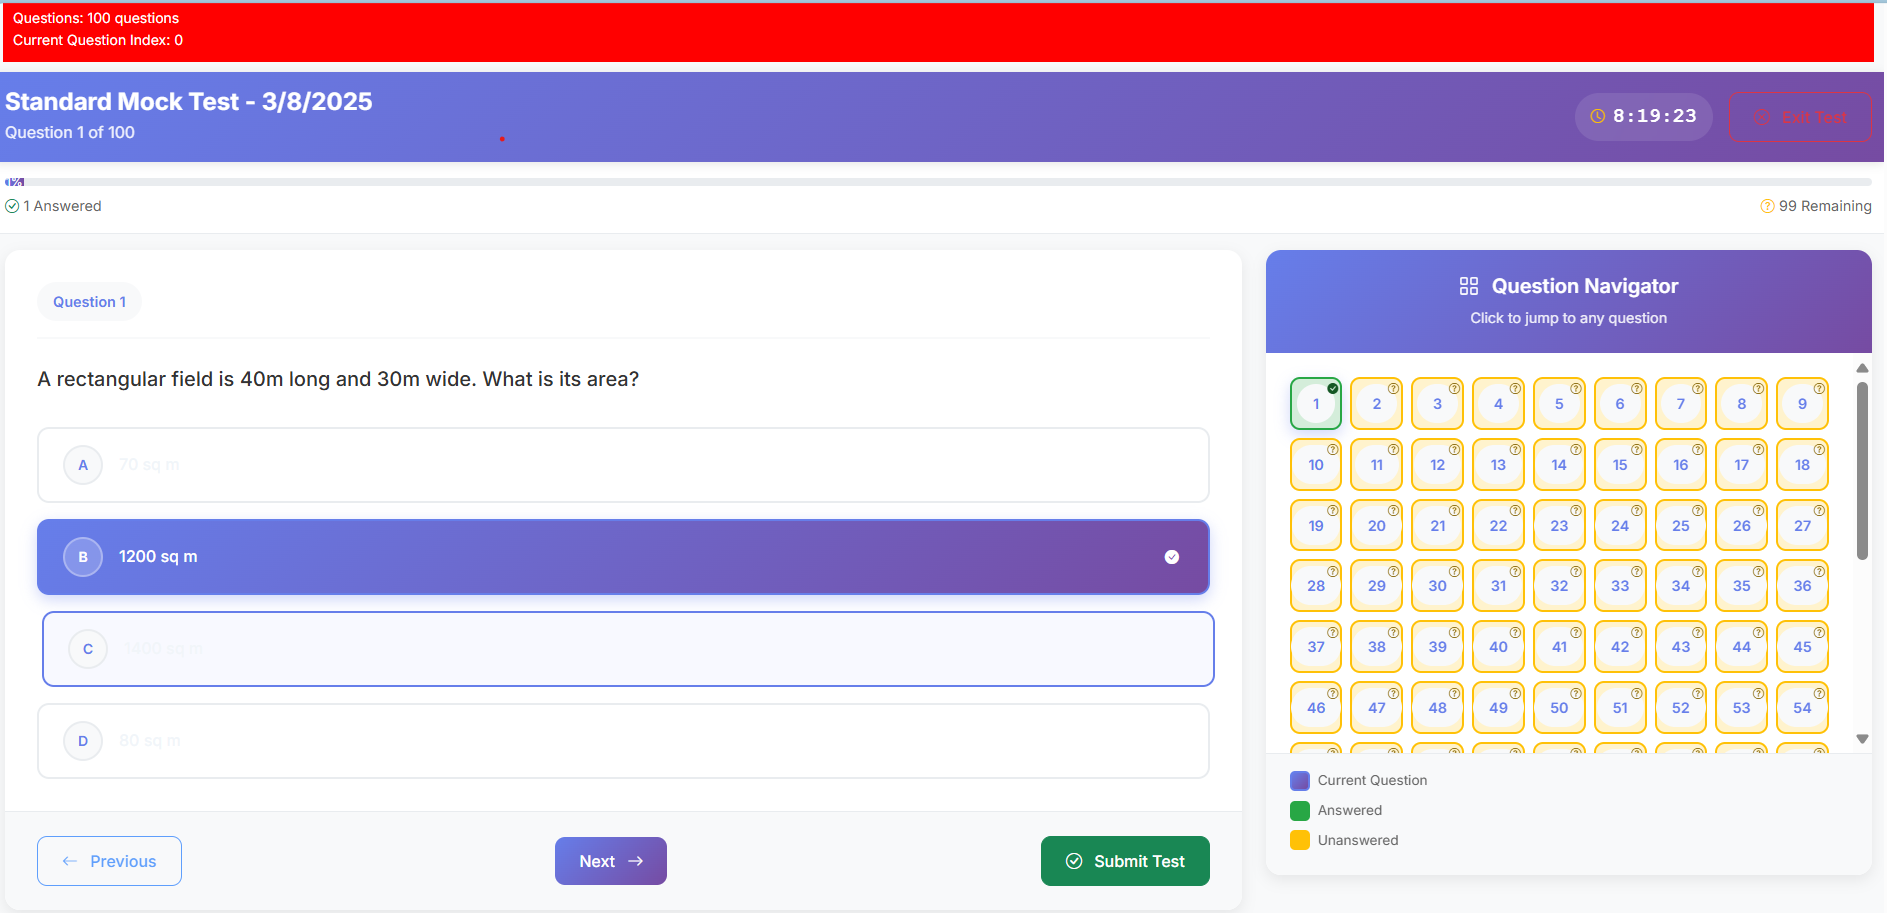 Questions: 100 questions
Current Question Index: 0
Standard Mock Test - 3/8/2025
Question 1 of 100
8:19:23
Exit Test
1%
1 Answered
99 Remaining
Question 1
A rectangular field is 40m long and 30m wide. What is its area?
A 70 sq m
B 1200 sq m
C 1400 sq m
D 80 sq m
Previous
Next
Submit Test
Question Navigator
Click to jump to any question
1 2 3 4 5 6 7 8 9
10 11 12 13 14 15 16 17 18
19 20 21 22 23 24 25 26 27
28 29 30 31 32 33 34 35 36
37 38 39 40 41 42 43 44 45
46 47 48 49 50 51 52 53 54
Current Question
Answered
Unanswered